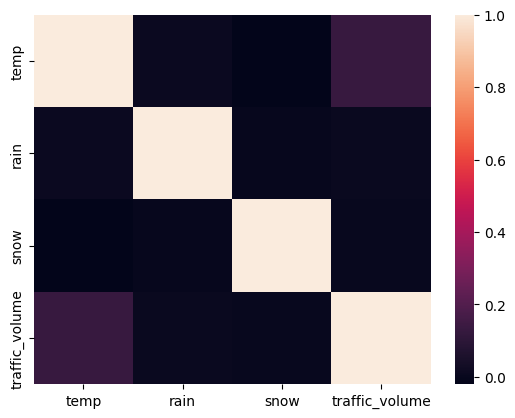 temp
rain
snow
traffic_volume
temp
rain
snow
traffic_volume
1.0
0.8
0.6
0.4
0.2
0.0